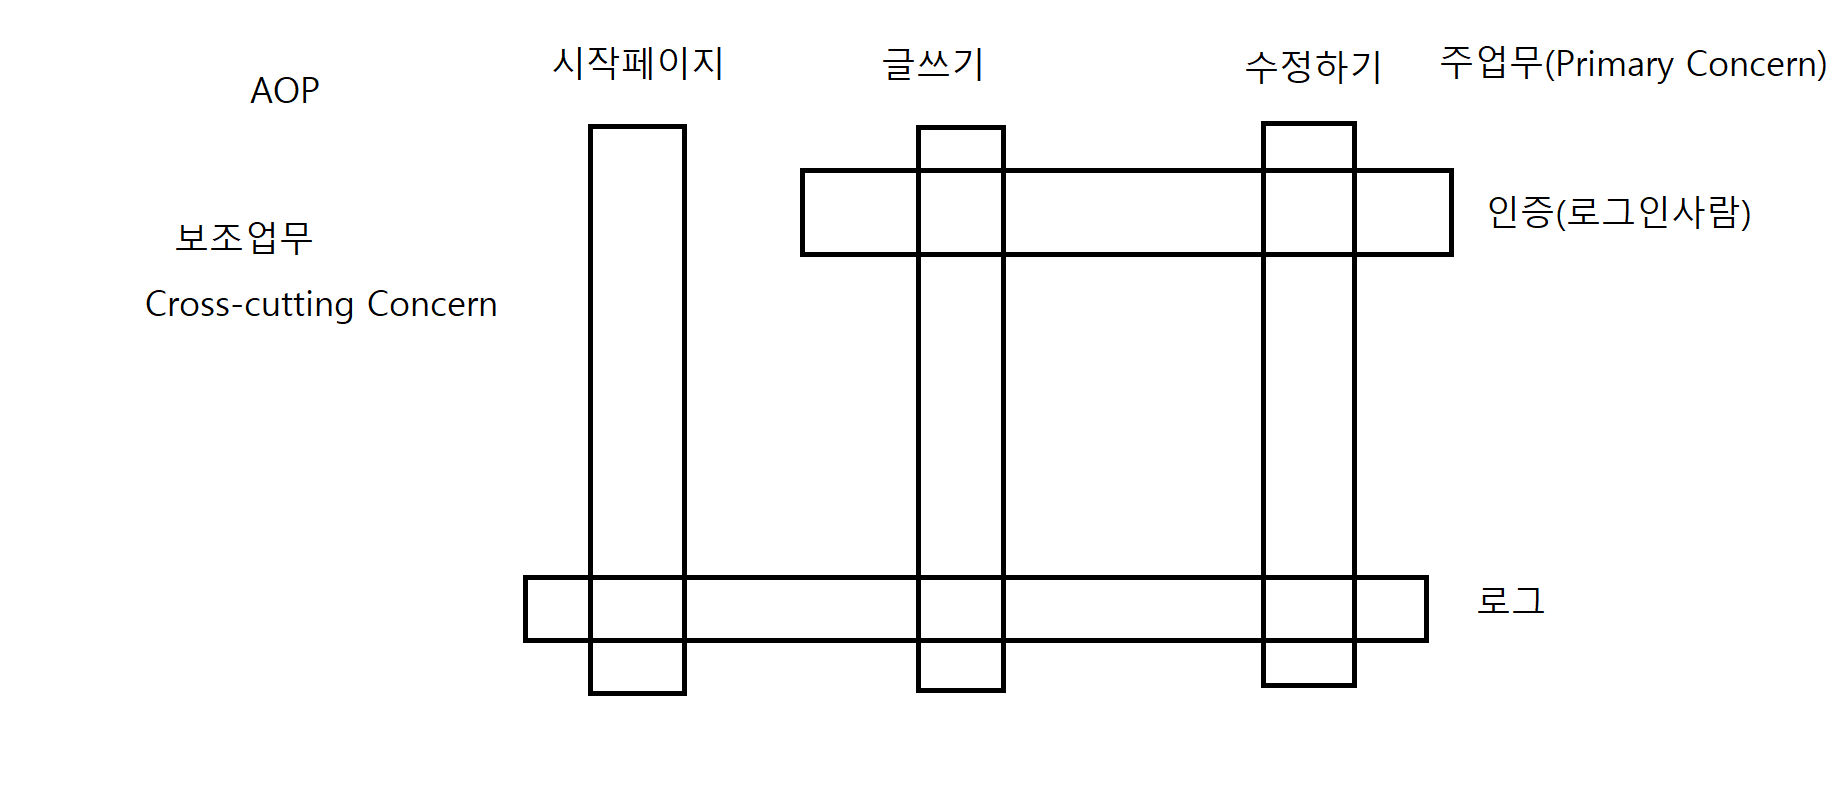 AOP
시작페이지
글쓰기
수정하기
주업무(Primary Concern)
보조업무
Cross-cutting Concern
인증(로그인사람)
로그